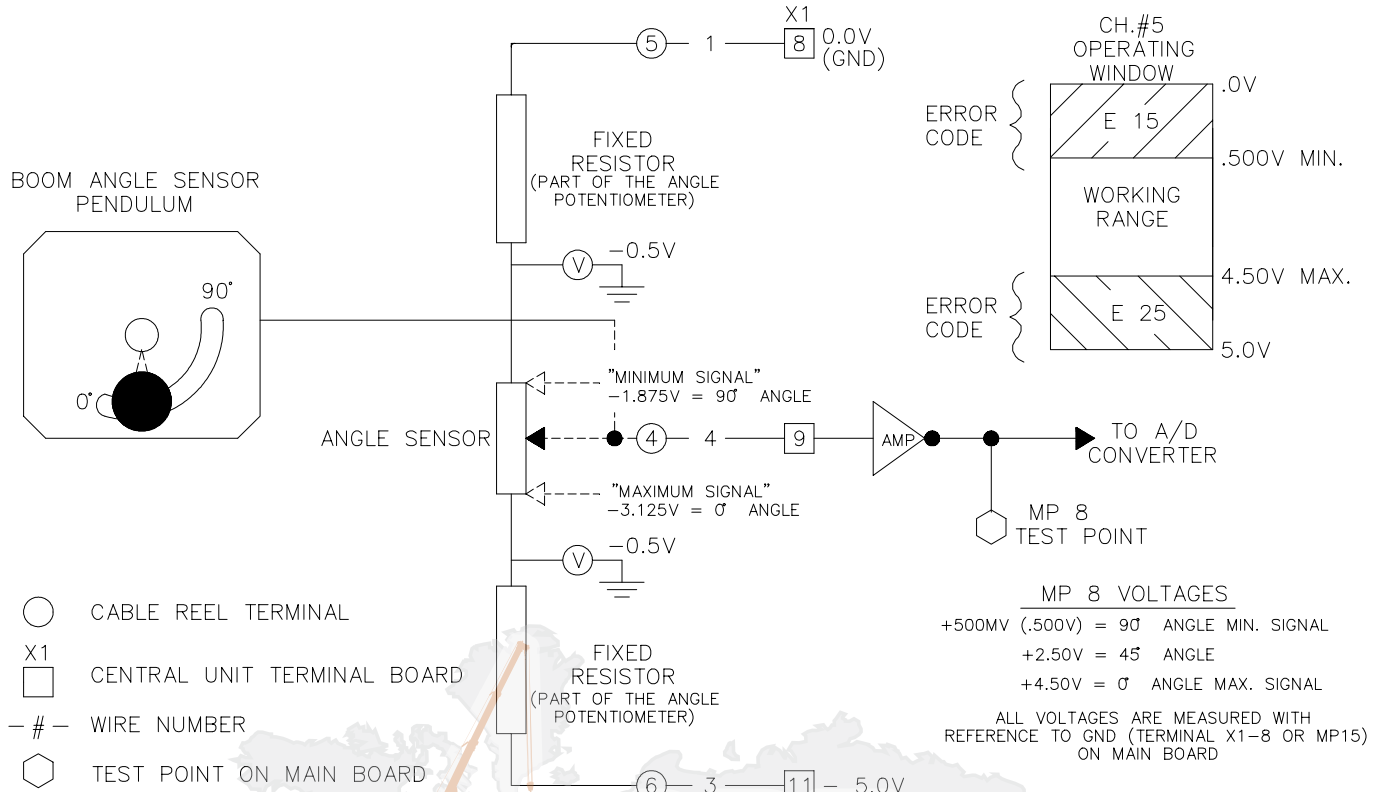 X1
5
1
8
0.0V
(GND)
CH.#5
OPERATING
WINDOW
.0V
ERROR
CODE
E 15
.500V MIN.
FIXED
RESISTOR
(PART OF THE ANGLE
POTENTIOMETER)
BOOM ANGLE SENSOR
PENDULUM
WORKING
RANGE
V
-0.5V
4.50V MAX.
90°
ERROR
CODE
E 25
5.0V
0°
"MINIMUM SIGNAL"
-1.875V = 90° ANGLE
ANGLE SENSOR
4
4
9
AMP
TO A/D
CONVERTER
"MAXIMUM SIGNAL"
-3.125V = 0° ANGLE
MP 8
TEST POINT
V
-0.5V
CABLE REEL TERMINAL
X1
CENTRAL UNIT TERMINAL BOARD
-#- WIRE NUMBER
TEST POINT ON MAIN BOARD
FIXED
RESISTOR
(PART OF THE ANGLE
POTENTIOMETER)
6
3
11
- 5.0V
MP 8 VOLTAGES
+500MV (.500V) = 90° ANGLE MIN. SIGNAL
+2.50V = 45° ANGLE
+4.50V = 0° ANGLE MAX. SIGNAL
ALL VOLTAGES ARE MEASURED WITH
REFERENCE TO GND (TERMINAL X1-8 OR MP15)
ON MAIN BOARD